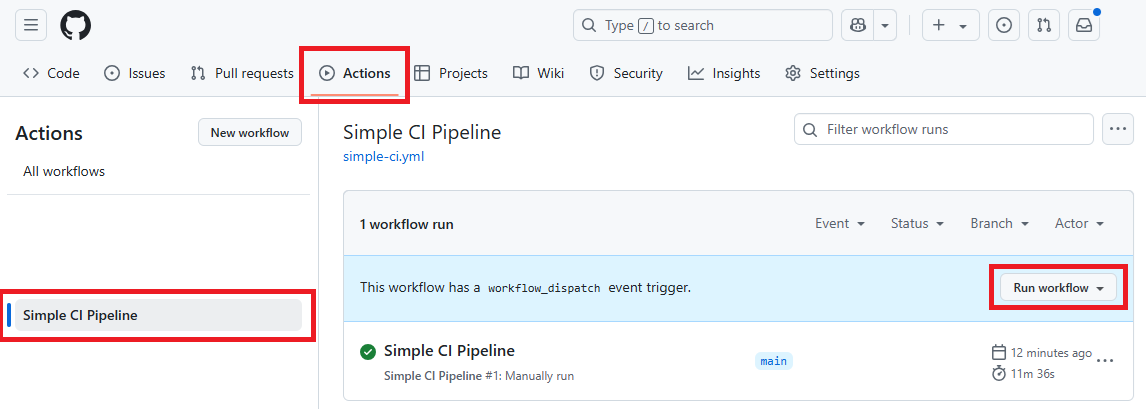 Type / to search
Code Issues Pull requests Actions Projects Wiki Security Insights Settings
Actions
New workflow
All workflows
Simple CI Pipeline
Simple CI Pipeline
simple-ci.yml
Filter workflow runs
1 workflow run
Event Status Branch Actor
This workflow has a workflow_dispatch event trigger.
Run workflow
Simple CI Pipeline
Simple CI Pipeline #1: Manually run
main
12 minutes ago
11m 36s